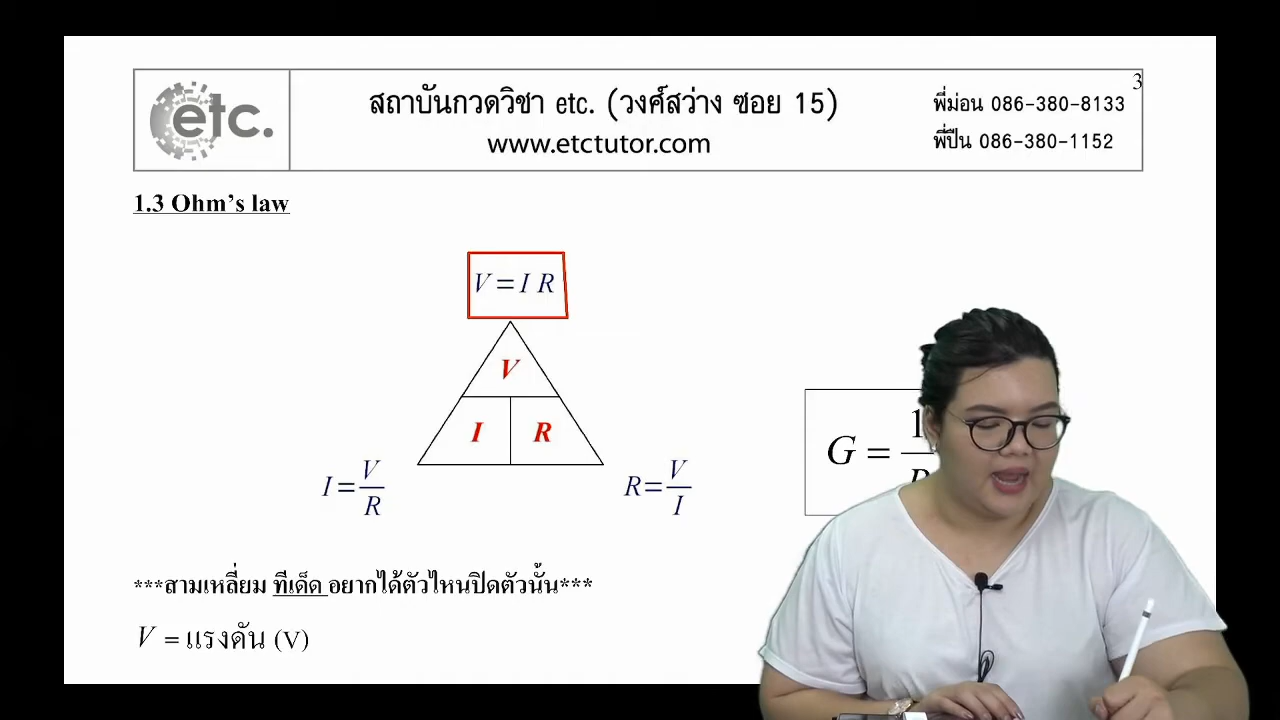 etc.
สถาบันกวดวิชา etc. (วงศ์สว่าง ซอย 15)
www.etctutor.com
พี่ม่อน 086-380-8133
พี่ปืน 086-380-1152
3
1.3 Ohm's law
V = I R
V
I R
I = V/R
R = V/I
G = 1/R
***สามเหลี่ยม ทีเด็ด อยากได้ตัวไหนปิดตัวนั้น***
V = แรงดัน (V)